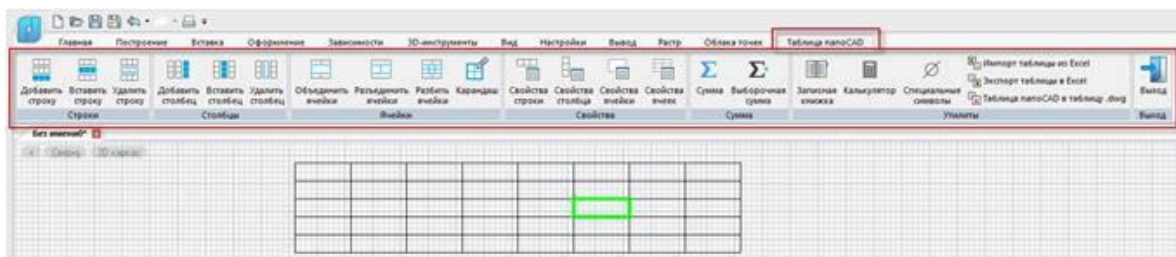 Главная Построение Вставка Оформление Зависимости 3D-инструменты Вид Настройки Вывод Растр Облака точек Таблица nanoCAD
Добавить строку Вставить строку Удалить строку Добавить столбец Вставить столбец Удалить столбец Объединить ячейки Разъединить ячейки Разбить ячейки Карандаш Свойства строки Свойства столбца Свойства ячейки Свойства ячеек Сумма Выборочная сумма Записная книжка Калькулятор Специальные символы
Импорт таблицы из Excel
Экспорт таблицы в Excel
Таблица nanoCAD в таблицу .dwg
Выход
Строки Столбцы Ячейки Свойства Сумма Утилиты Выход
Без имени0*
Сверху 2D-каркас